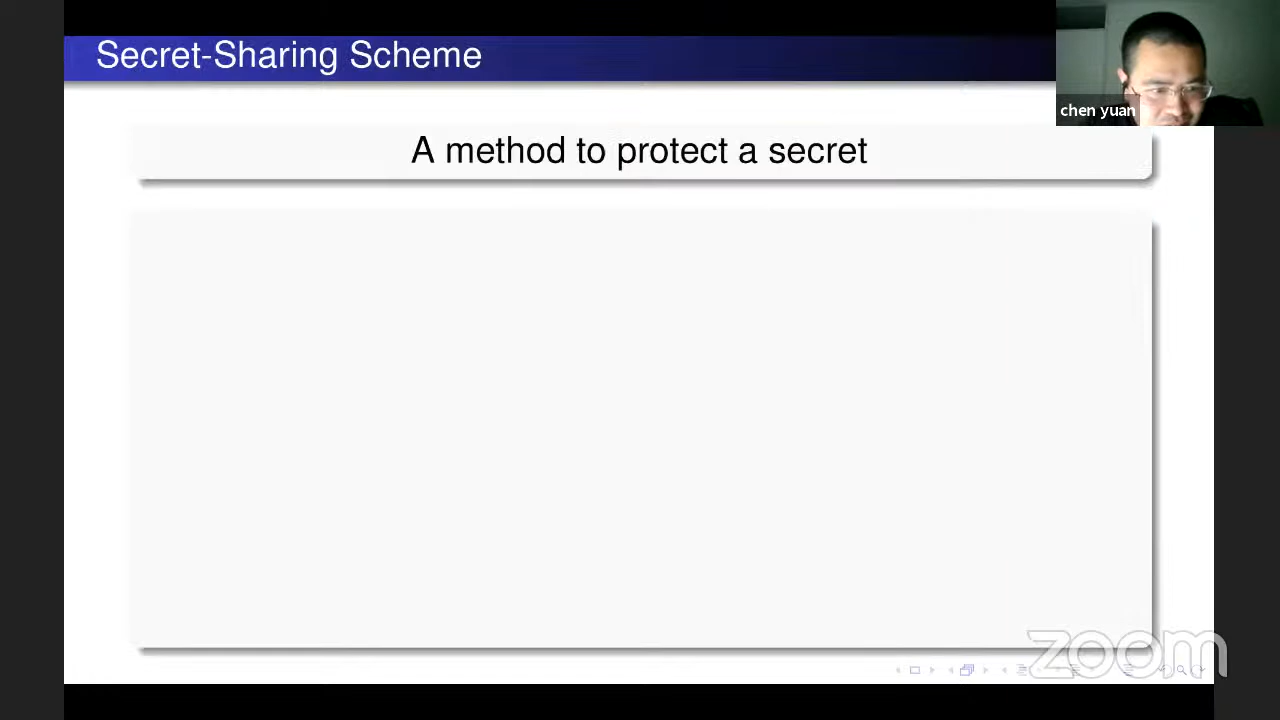 Secret-Sharing Scheme
chen yuan
A method to protect a secret
zoom